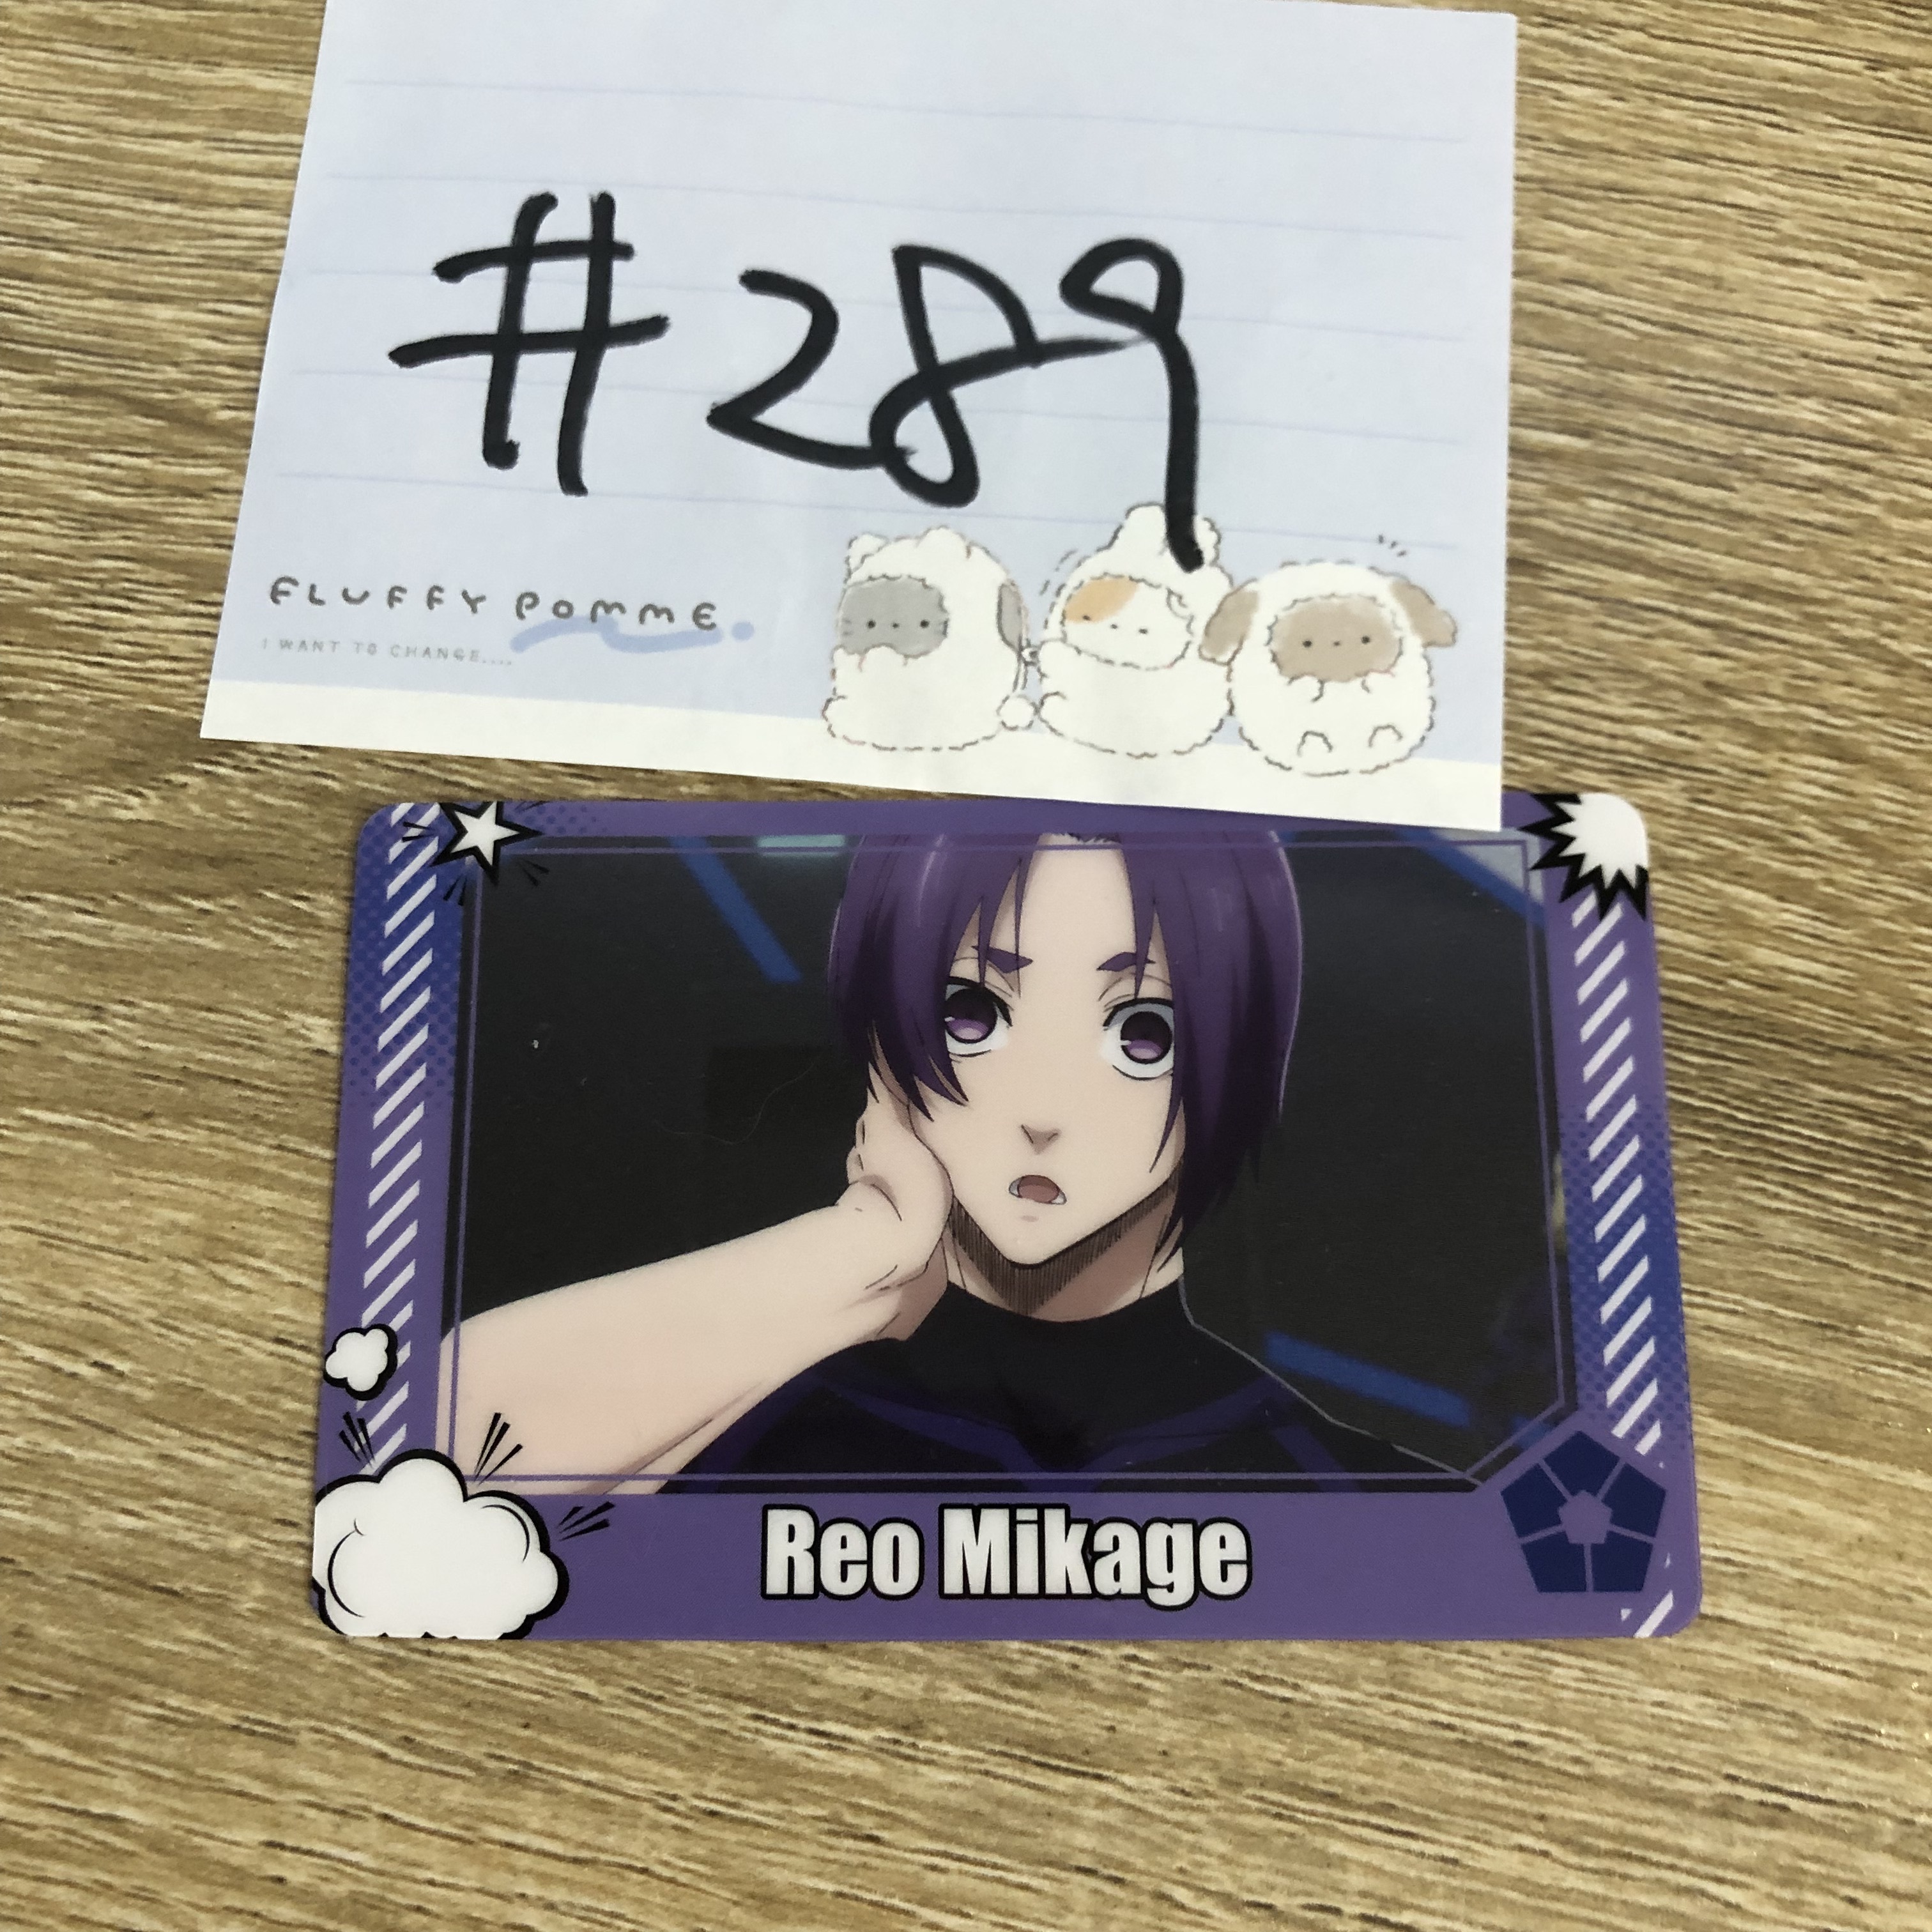 #289
FLUFFY POMME.
I WANT TO CHANGE....
Reo Mikage